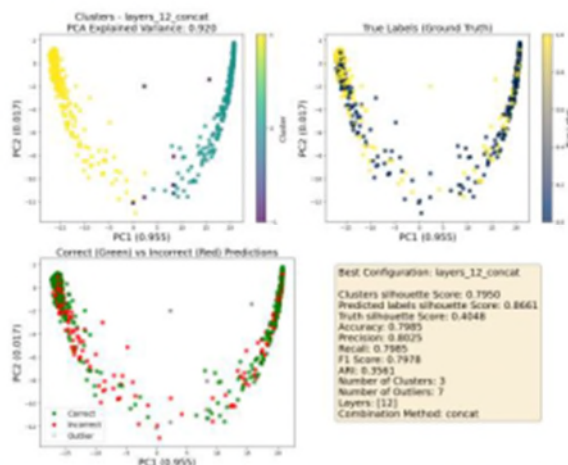 Clusters - layers_12_concat
PCA Explained Variance: 0.920
PC2 (0.017)
PC1 (0.955)
Cluster
True Labels (Ground Truth)
PC2 (0.017)
PC1 (0.955)
Correct (Green) vs Incorrect (Red) Predictions
PC2 (0.017)
PC1 (0.955)
Correct
Incorrect
Outlier
Best Configuration: layers_12_concat
Clusters silhouette Score: 0.7950
Predicted labels silhouette Score: 0.8661
Truth silhouette Score: 0.4048
Accuracy: 0.7985
Precision: 0.8025
Recall: 0.7985
F1 Score: 0.7978
ARI: 0.3561
Number of Clusters: 3
Number of Outliers: 7
Layers: [12]
Combination Method: concat